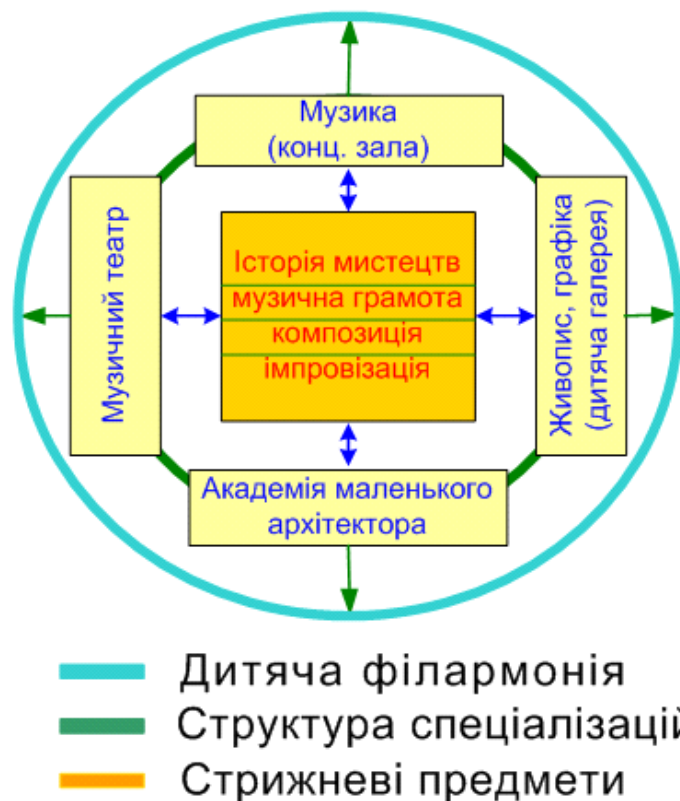 Музика
(конц. зала)
Музичний театр
Історія мистецтв
музична грамота
композиція
імпровізація
Живопис, графіка
(дитяча галерея)
Академія маленького
архітектора
Дитяча філармонія
Структура спеціалізацій
Стрижневі предмети